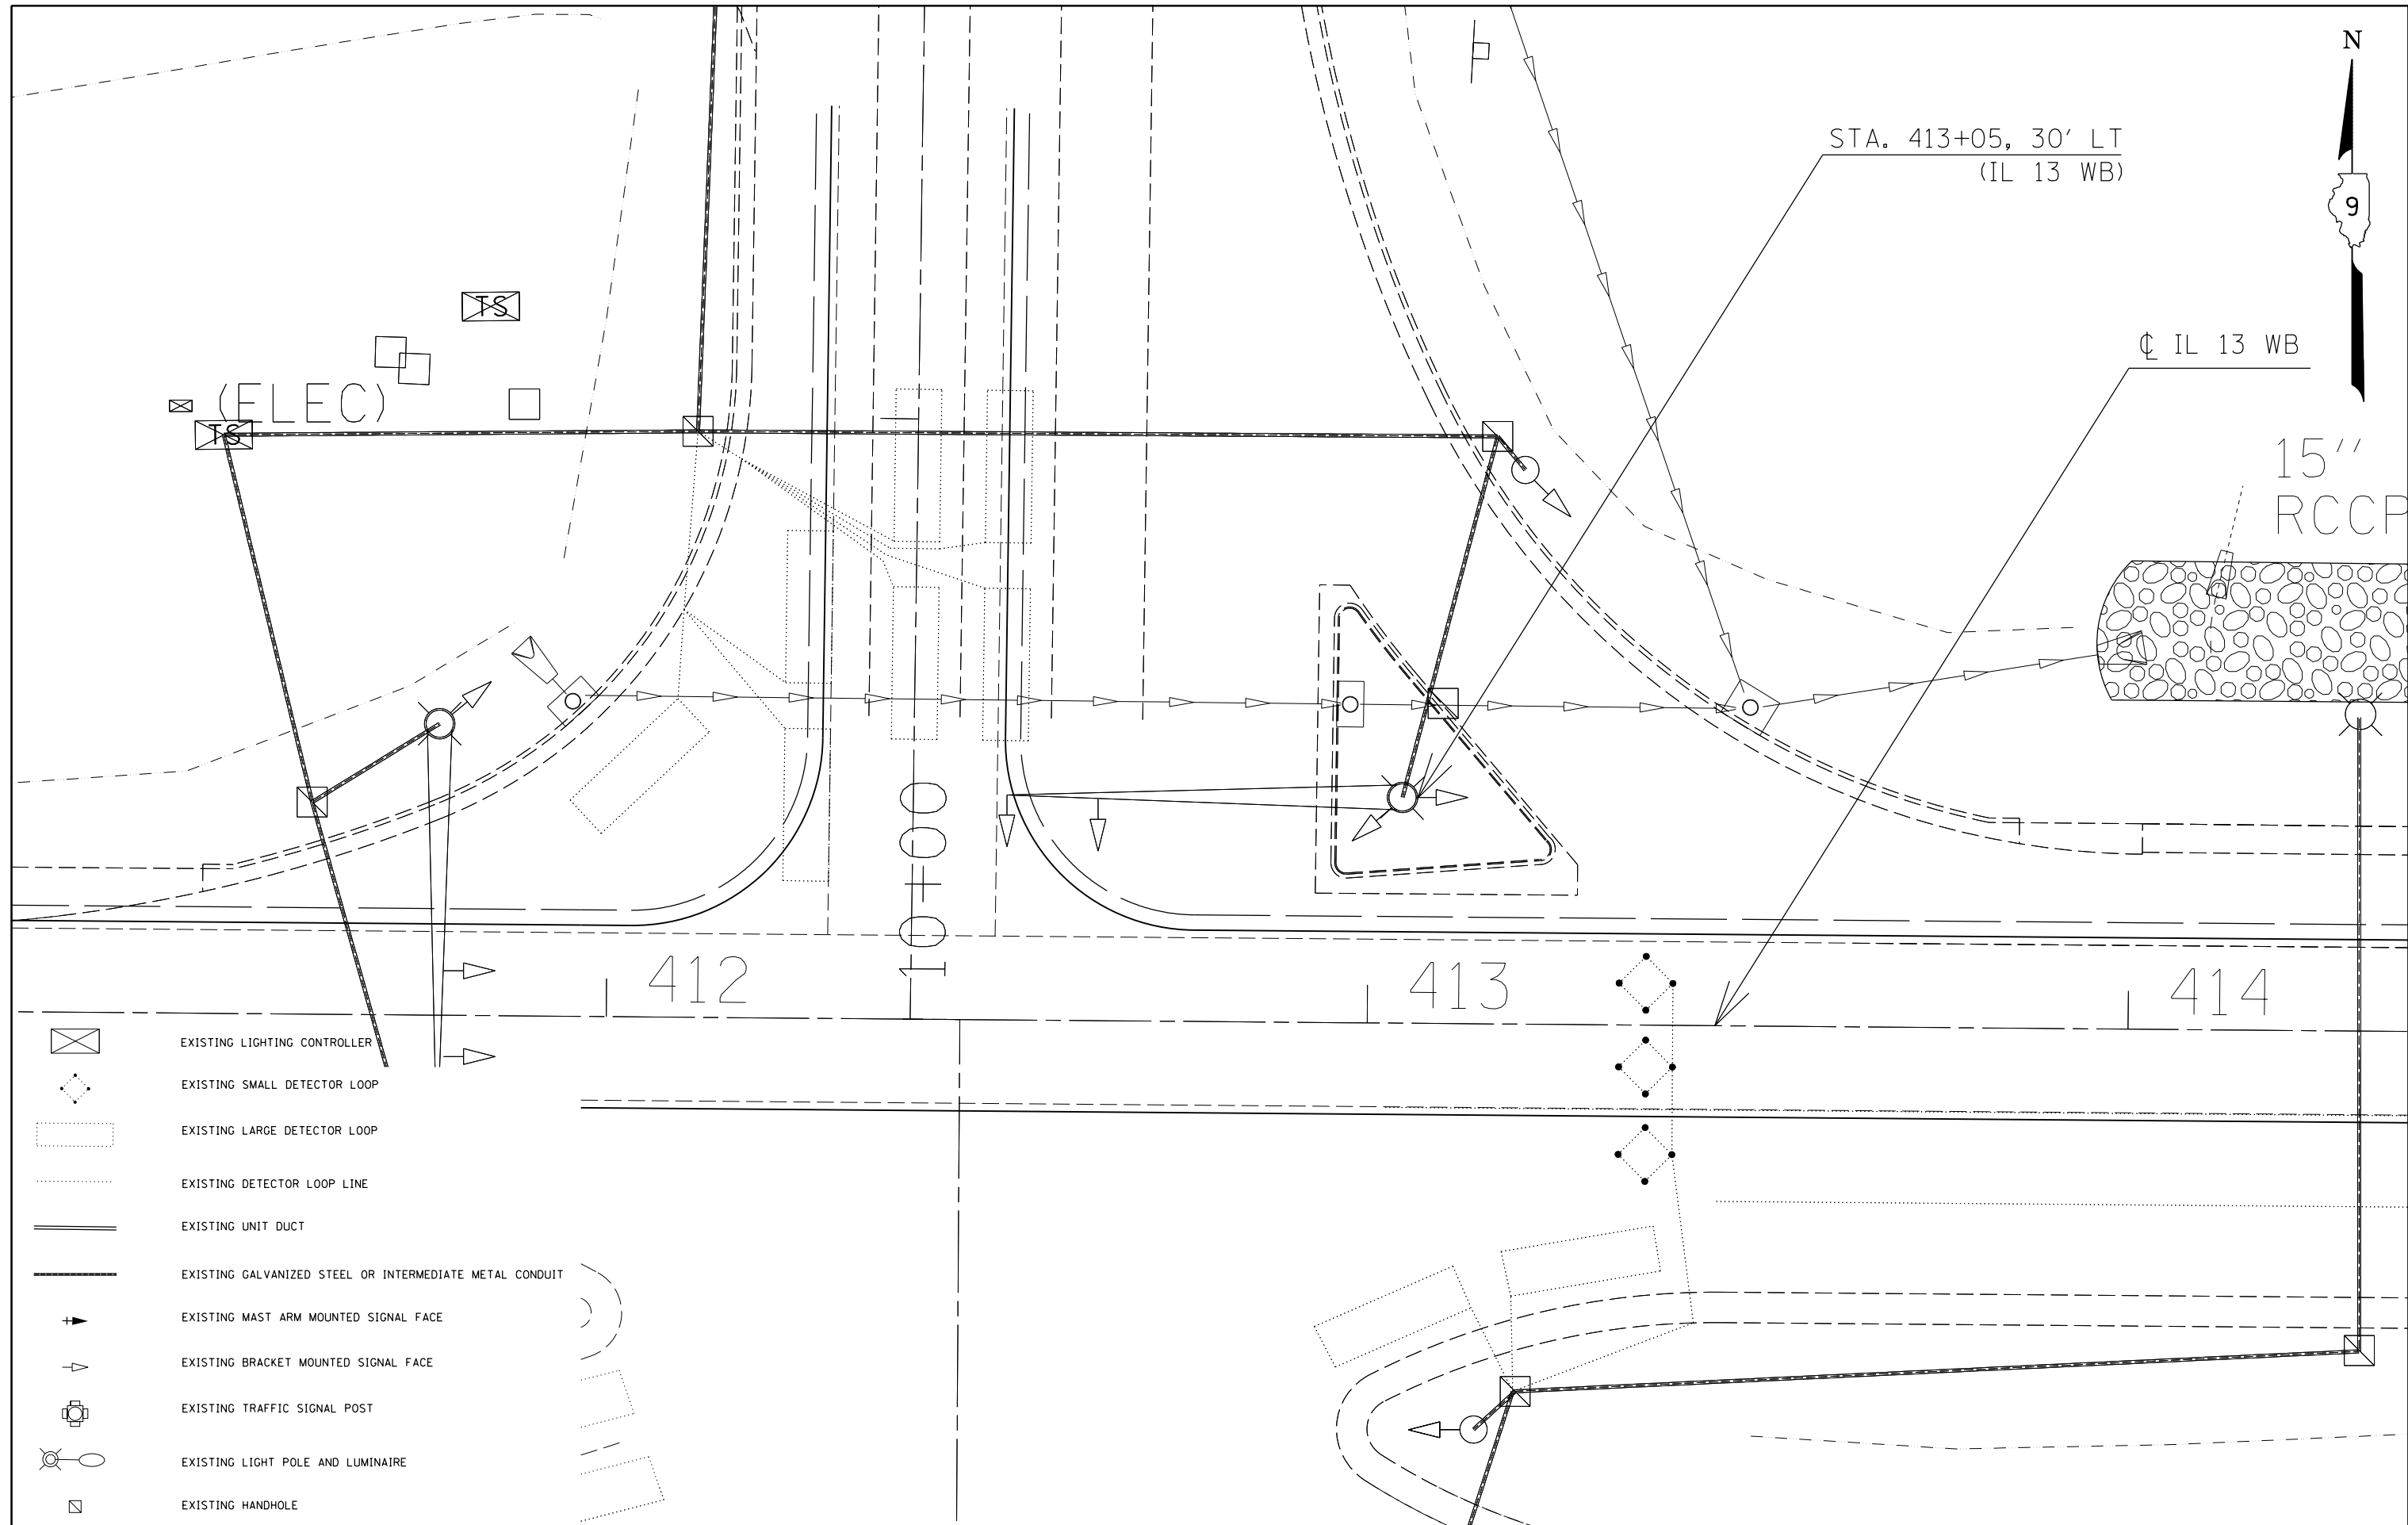 N
STA. 413+05, 30' LT
(IL 13 WB)
9
℄ IL 13 WB
TS
(ELEC)
TS
15''
RCCP
100+01
412
413
414
EXISTING LIGHTING CONTROLLER
EXISTING SMALL DETECTOR LOOP
EXISTING LARGE DETECTOR LOOP
EXISTING DETECTOR LOOP LINE
EXISTING UNIT DUCT
EXISTING GALVANIZED STEEL OR INTERMEDIATE METAL CONDUIT
EXISTING MAST ARM MOUNTED SIGNAL FACE
EXISTING BRACKET MOUNTED SIGNAL FACE
EXISTING TRAFFIC SIGNAL POST
EXISTING LIGHT POLE AND LUMINAIRE
EXISTING HANDHOLE